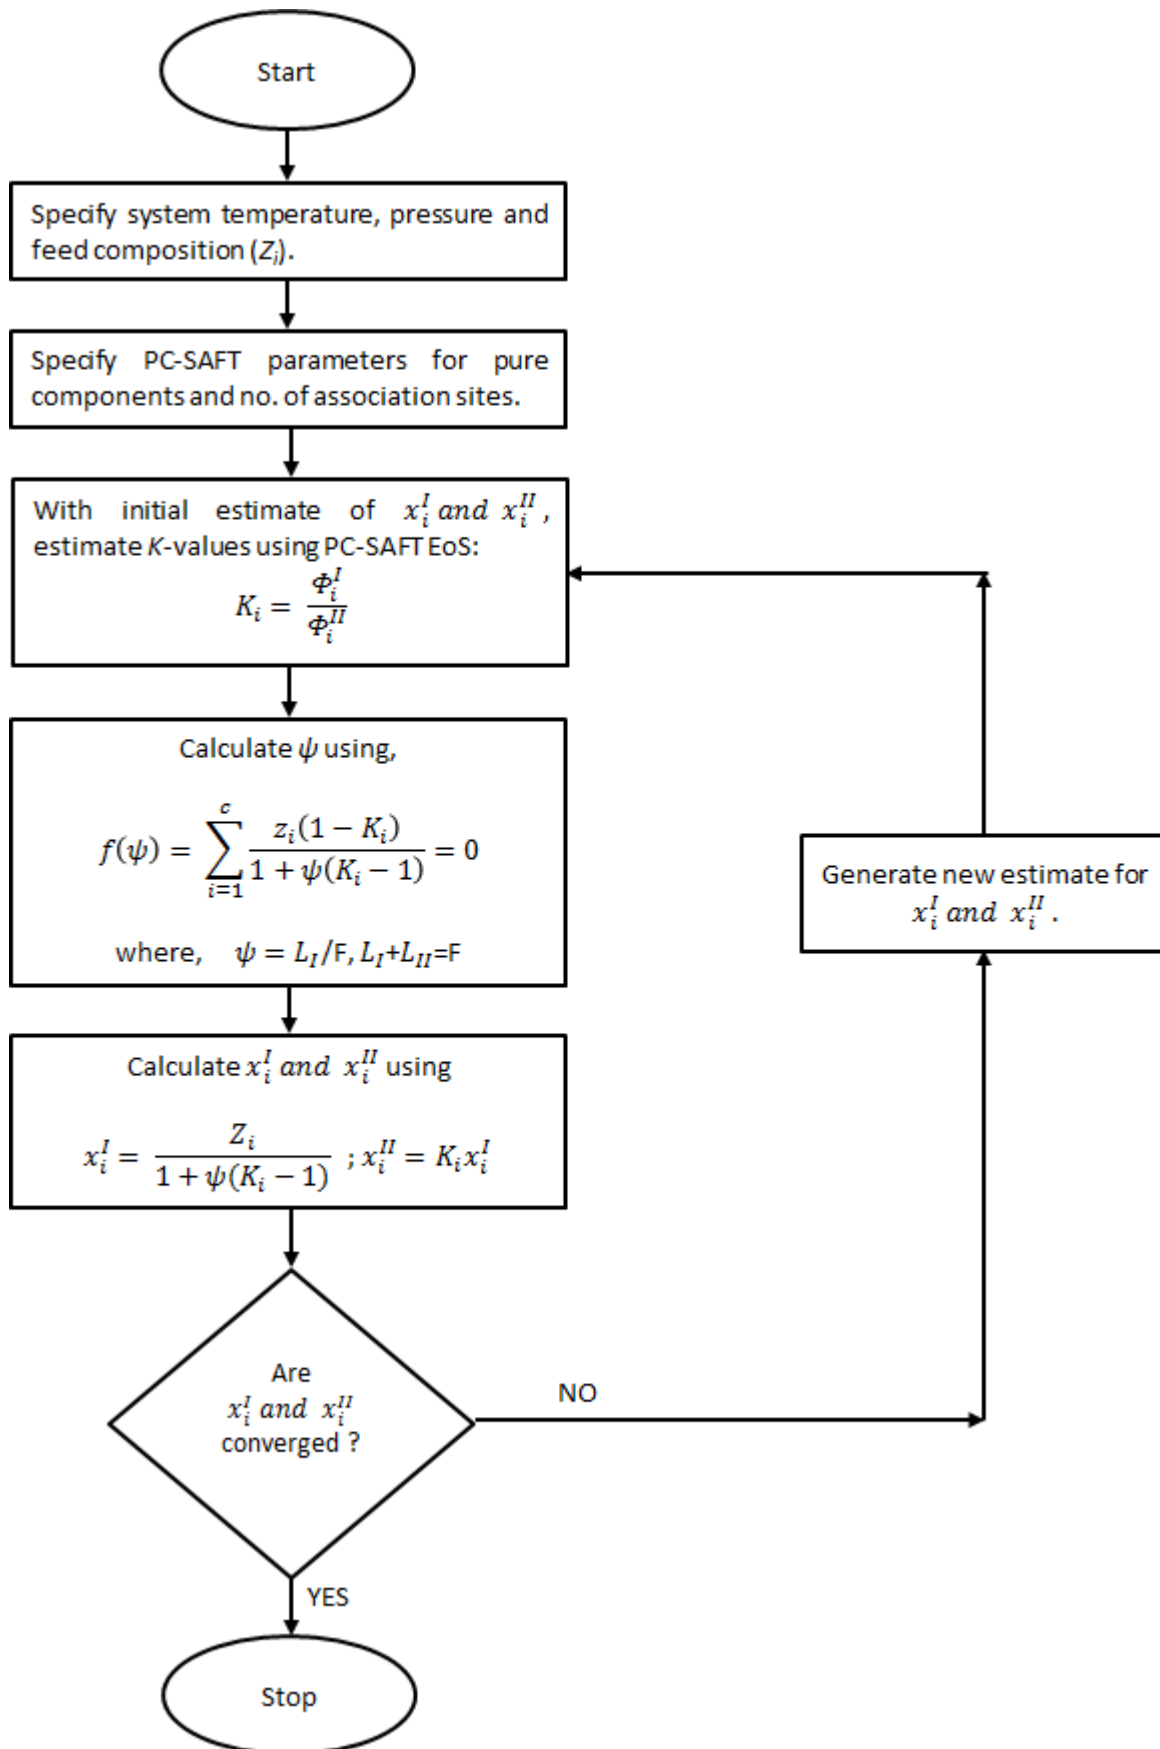 Start
Specify system temperature, pressure and
feed composition (Z_i).
Specify PC-SAFT parameters for pure
components and no. of association sites.
With initial estimate of x_i^I and x_i^II,
estimate K-values using PC-SAFT EoS:
K_i = Φ_i^I / Φ_i^II
Calculate ψ using,
f(ψ) = ∑_{i=1}^{c} z_i(1 − K_i) / (1 + ψ(K_i − 1)) = 0
where, ψ = L_I/F, L_I+L_II=F
Calculate x_i^I and x_i^II using
x_i^I = Z_i / (1 + ψ(K_i − 1)) ; x_i^II = K_i x_i^I
Are
x_i^I and x_i^II
converged ?
NO
Generate new estimate for
x_i^I and x_i^II .
YES
Stop